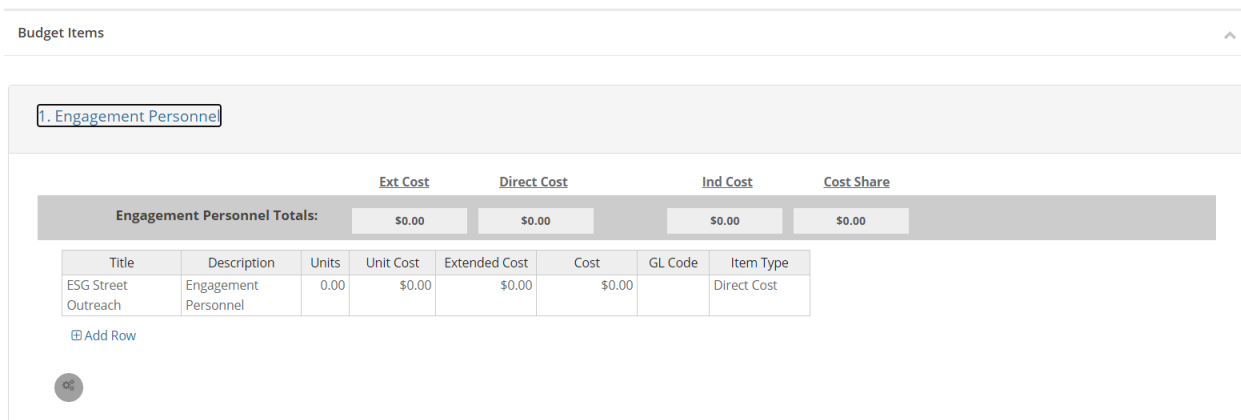 Budget Items
1. Engagement Personnel
Ext Cost Direct Cost Ind Cost Cost Share
Engagement Personnel Totals: $0.00 $0.00 $0.00 $0.00
Title Description Units Unit Cost Extended Cost Cost GL Code Item Type
ESG Street Engagement 0.00 $0.00 $0.00 $0.00 Direct Cost
Outreach Personnel
Add Row